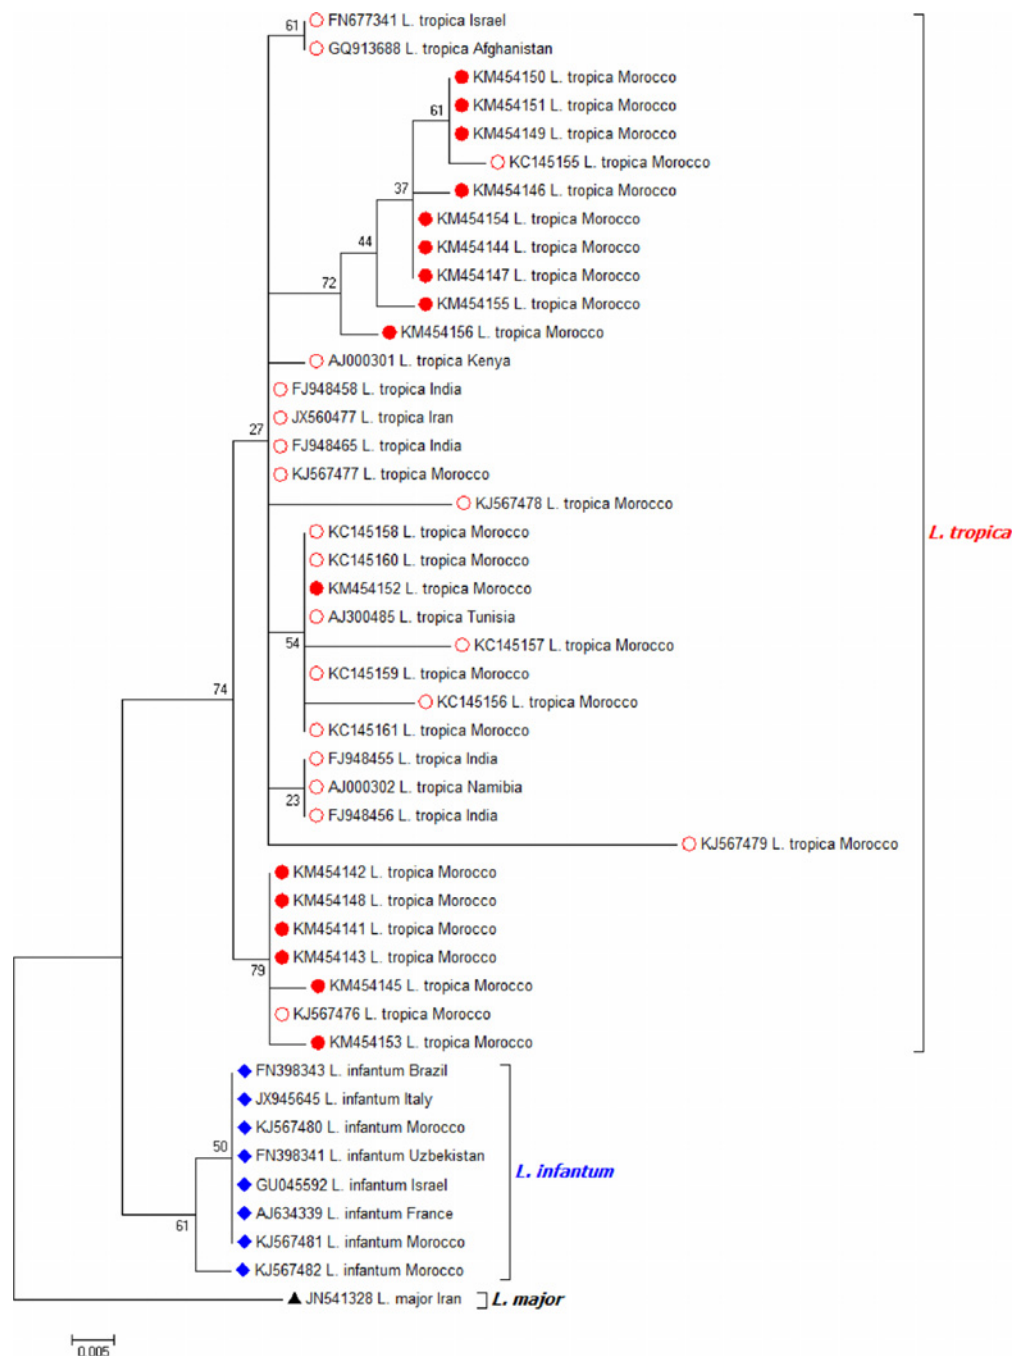 61
FN677341 L. tropica Israel
GQ913688 L. tropica Afghanistan
KM454150 L. tropica Morocco
KM454151 L. tropica Morocco
61
KM454149 L. tropica Morocco
KC145155 L. tropica Morocco
37
KM454146 L. tropica Morocco
KM454154 L. tropica Morocco
44
KM454144 L. tropica Morocco
KM454147 L. tropica Morocco
72
KM454155 L. tropica Morocco
KM454156 L. tropica Morocco
AJ000301 L. tropica Kenya
FJ948458 L. tropica India
JX560477 L. tropica Iran
27
FJ948465 L. tropica India
KJ567477 L. tropica Morocco
KJ567478 L. tropica Morocco
KC145158 L. tropica Morocco
L. tropica
KC145160 L. tropica Morocco
KM454152 L. tropica Morocco
AJ300485 L. tropica Tunisia
54
KC145157 L. tropica Morocco
KC145159 L. tropica Morocco
74
KC145156 L. tropica Morocco
KC145161 L. tropica Morocco
FJ948455 L. tropica India
AJ000302 L. tropica Namibia
23
FJ948456 L. tropica India
KJ567479 L. tropica Morocco
KM454142 L. tropica Morocco
KM454148 L. tropica Morocco
KM454141 L. tropica Morocco
KM454143 L. tropica Morocco
79
KM454145 L. tropica Morocco
KJ567476 L. tropica Morocco
KM454153 L. tropica Morocco
FN398343 L. infantum Brazil
JX945645 L. infantum Italy
KJ567480 L. infantum Morocco
50
FN398341 L. infantum Uzbekistan
L. infantum
GU045592 L. infantum Israel
AJ634339 L. infantum France
61
KJ567481 L. infantum Morocco
KJ567482 L. infantum Morocco
JN541328 L. major Iran
L. major
0.005